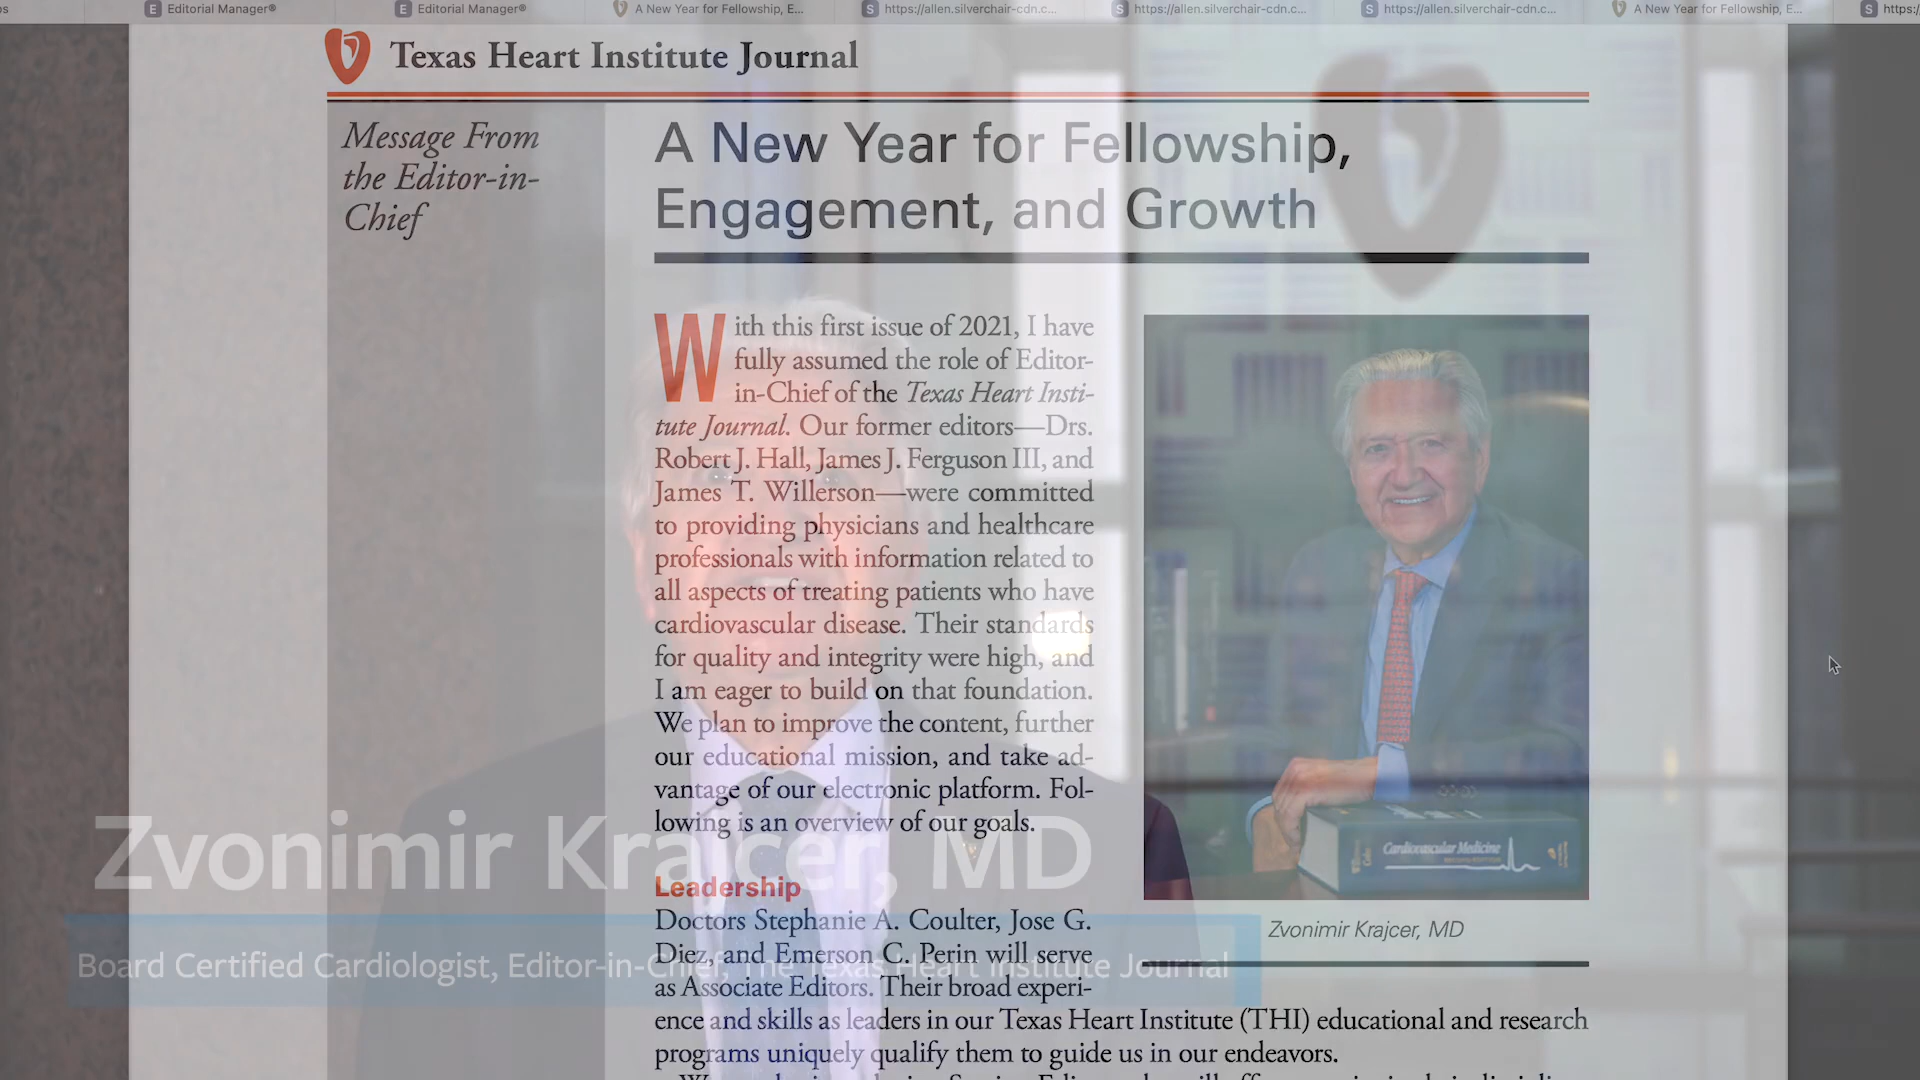 Editorial Manager®
Editorial Manager®
A New Year for Fellowship, E...
https://allen.silverchair-cdn.c...
https://allen.silverchair-cdn.c...
https://allen.silverchair-cdn.c...
A New Year for Fellowship, E...
https:/
Texas Heart Institute Journal
Message From
the Editor-in-
Chief
A New Year for Fellowship,
Engagement, and Growth
With this first issue of 2021, I have
fully assumed the role of Editor-
in-Chief of the Texas Heart Insti-
tute Journal. Our former editors—Drs.
Robert J. Hall, James J. Ferguson III, and
James T. Willerson—were committed
to providing physicians and healthcare
professionals with information related to
all aspects of treating patients who have
cardiovascular disease. Their standards
for quality and integrity were high, and
I am eager to build on that foundation.
We plan to improve the content, further
our educational mission, and take ad-
vantage of our electronic platform. Fol-
lowing is an overview of our goals.
Leadership
Doctors Stephanie A. Coulter, Jose G.
Diez, and Emerson C. Perin will serve
as Associate Editors. Their broad experi-
ence and skills as leaders in our Texas Heart Institute (THI) educational and research
programs uniquely qualify them to guide us in our endeavors.
Cardiovascular Medicine
Zvonimir Krajcer, MD
Zvonimir Krajcer, MD
Board Certified Cardiologist, Editor-in-Chief, The Texas Heart Institute Journal